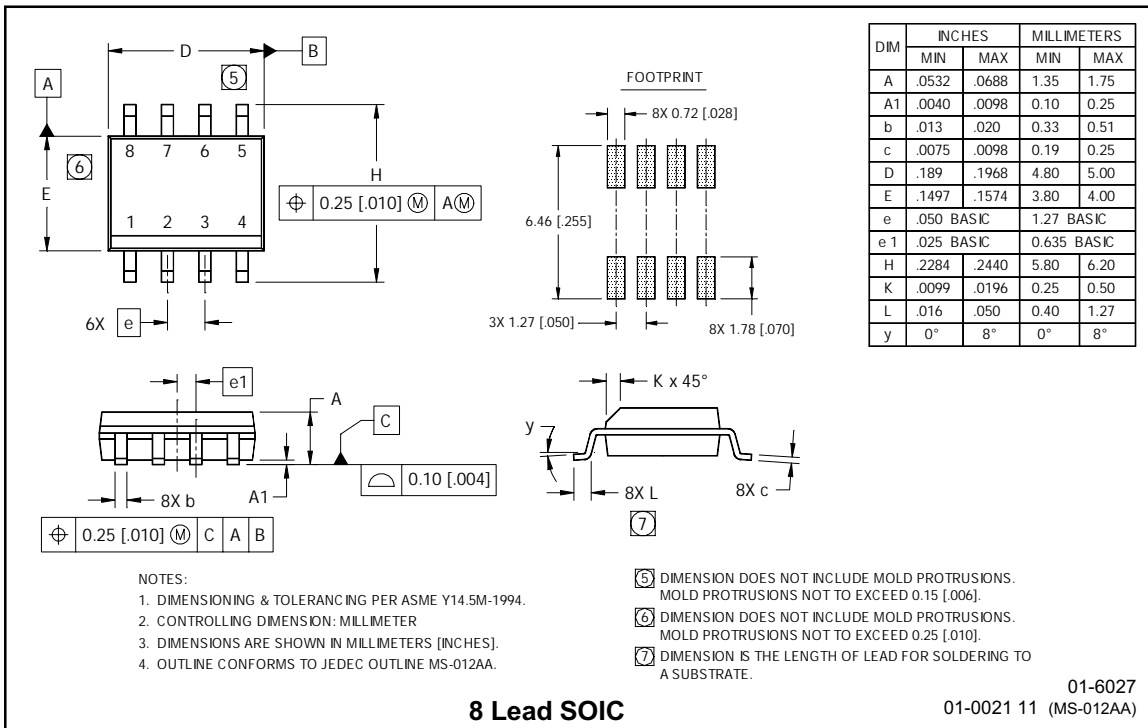 D
B
5
A
8 7 6 5
6
E
H
⌖ 0.25 [.010] Ⓜ A Ⓜ
1 2 3 4
6X e
FOOTPRINT
8X 0.72 [.028]
6.46 [.255]
3X 1.27 [.050]
8X 1.78 [.070]
DIM INCHES MILLIMETERS
MIN MAX MIN MAX
A .0532 .0688 1.35 1.75
A1 .0040 .0098 0.10 0.25
b .013 .020 0.33 0.51
c .0075 .0098 0.19 0.25
D .189 .1968 4.80 5.00
E .1497 .1574 3.80 4.00
e .050 BASIC 1.27 BASIC
e 1 .025 BASIC 0.635 BASIC
H .2284 .2440 5.80 6.20
K .0099 .0196 0.25 0.50
L .016 .050 0.40 1.27
y 0° 8° 0° 8°
e1
A
C
⌓ 0.10 [.004]
8X b
A1
⌖ 0.25 [.010] Ⓜ C A B
K x 45°
y
8X L
8X c
7
NOTES:
1. DIMENSIONING & TOLERANCING PER ASME Y14.5M-1994.
2. CONTROLLING DIMENSION: MILLIMETER
3. DIMENSIONS ARE SHOWN IN MILLIMETERS [INCHES].
4. OUTLINE CONFORMS TO JEDEC OUTLINE MS-012AA.
5 DIMENSION DOES NOT INCLUDE MOLD PROTRUSIONS.
MOLD PROTRUSIONS NOT TO EXCEED 0.15 [.006].
6 DIMENSION DOES NOT INCLUDE MOLD PROTRUSIONS.
MOLD PROTRUSIONS NOT TO EXCEED 0.25 [.010].
7 DIMENSION IS THE LENGTH OF LEAD FOR SOLDERING TO
A SUBSTRATE.
8 Lead SOIC
01-6027
01-0021 11 (MS-012AA)